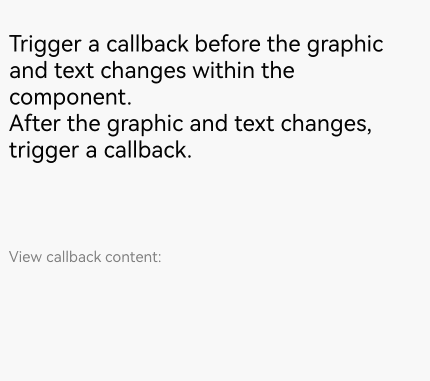 Trigger a callback before the graphic
and text changes within the
component.
After the graphic and text changes,
trigger a callback.
View callback content: